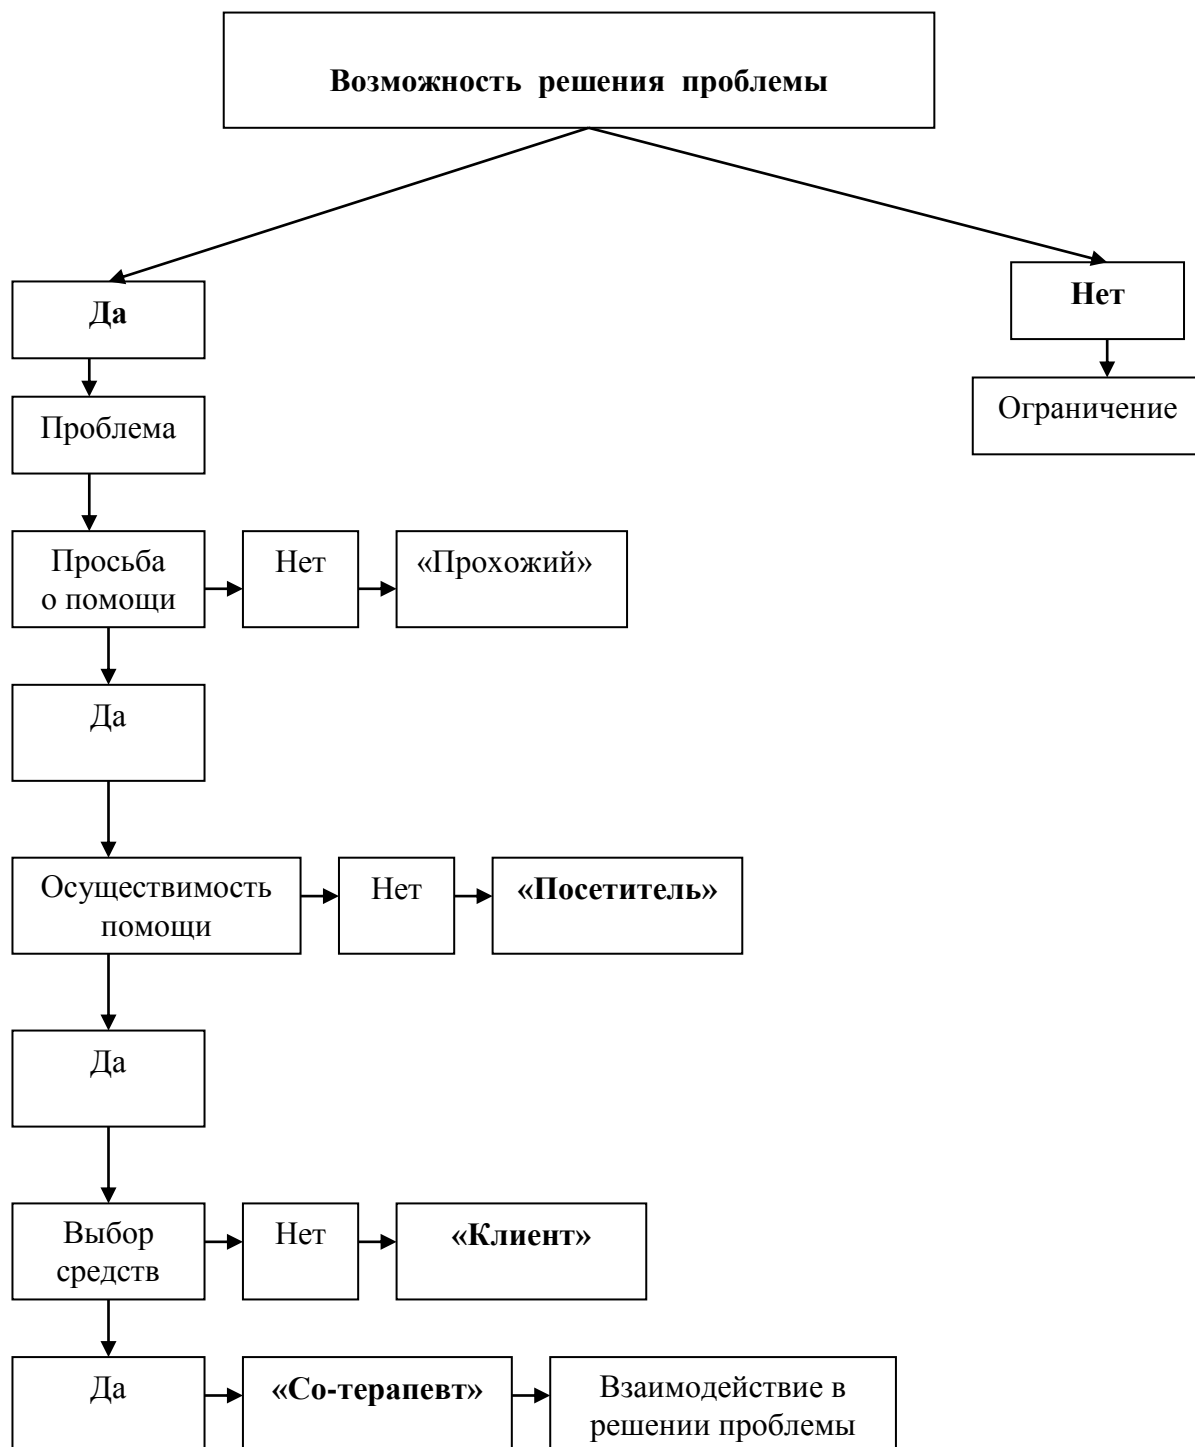 Возможность решения проблемы
Да
Нет
Проблема
Ограничение
Просьба
о помощи
Нет
«Прохожий»
Да
Осуществимость
помощи
Нет
«Посетитель»
Да
Выбор
средств
Нет
«Клиент»
Да
«Со-терапевт»
Взаимодействие в
решении проблемы